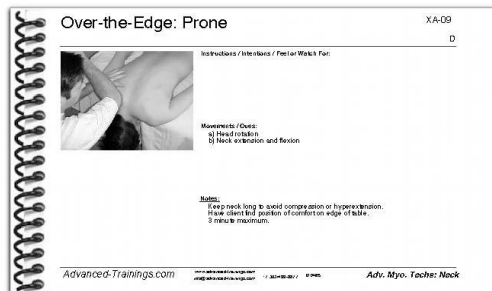 Over-the-Edge: Prone
XA-09
D
Instructions / Intentions / Feel or Watch For:
Movements / Cues:
a) Head rotation
b) Neck extension and flexion
Notes:
Keep neck long to avoid compression or hyperextension.
Have client find position of comfort on edge of table.
3 minute maximum.
Advanced-Trainings.com
Adv. Myo. Techs: Neck